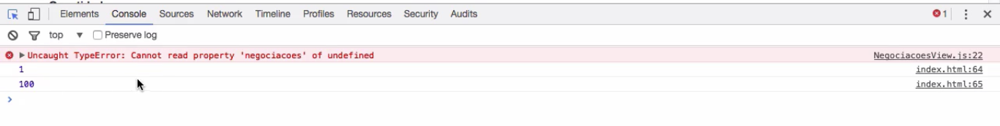 Elements Console Sources Network Timeline Profiles Resources Security Audits 1
top Preserve log
Uncaught TypeError: Cannot read property 'negociacoes' of undefined NegociacoesView.js:22
1 index.html:64
100 index.html:65